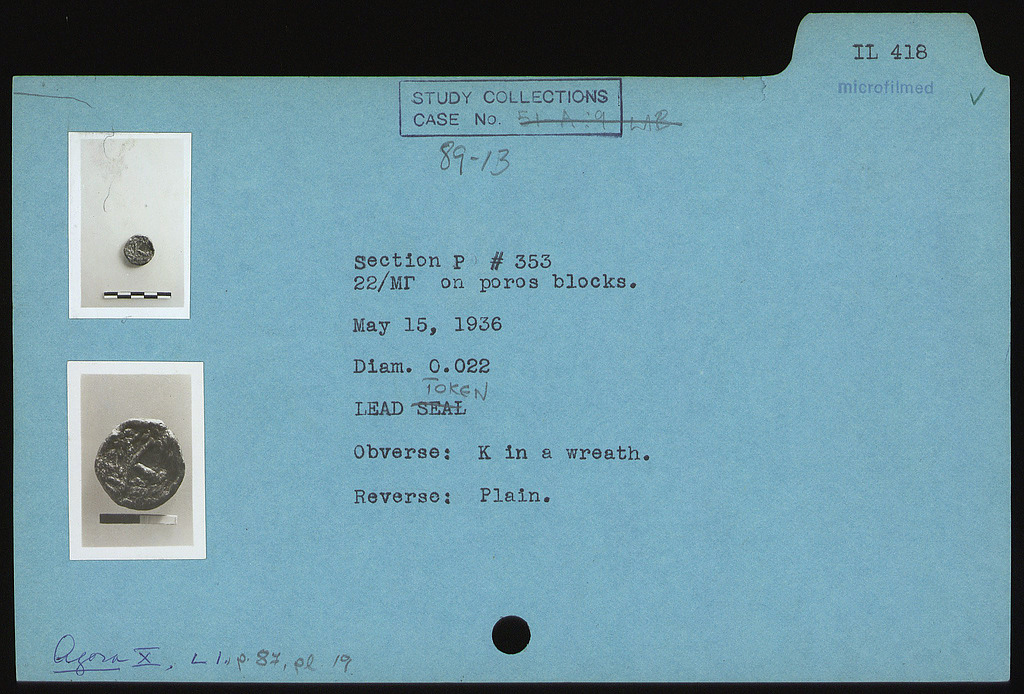 IL 418
microfilmed ✓
STUDY COLLECTIONS
CASE No. 51-A:9 LAB
89-13
Section P # 353
22/ΜΓ on poros blocks.
May 15, 1936
Diam. 0.022
TOKEN
LEAD SEAL
Obverse: K in a wreath.
Reverse: Plain.
Agora X, L 1, p. 87, pl 19